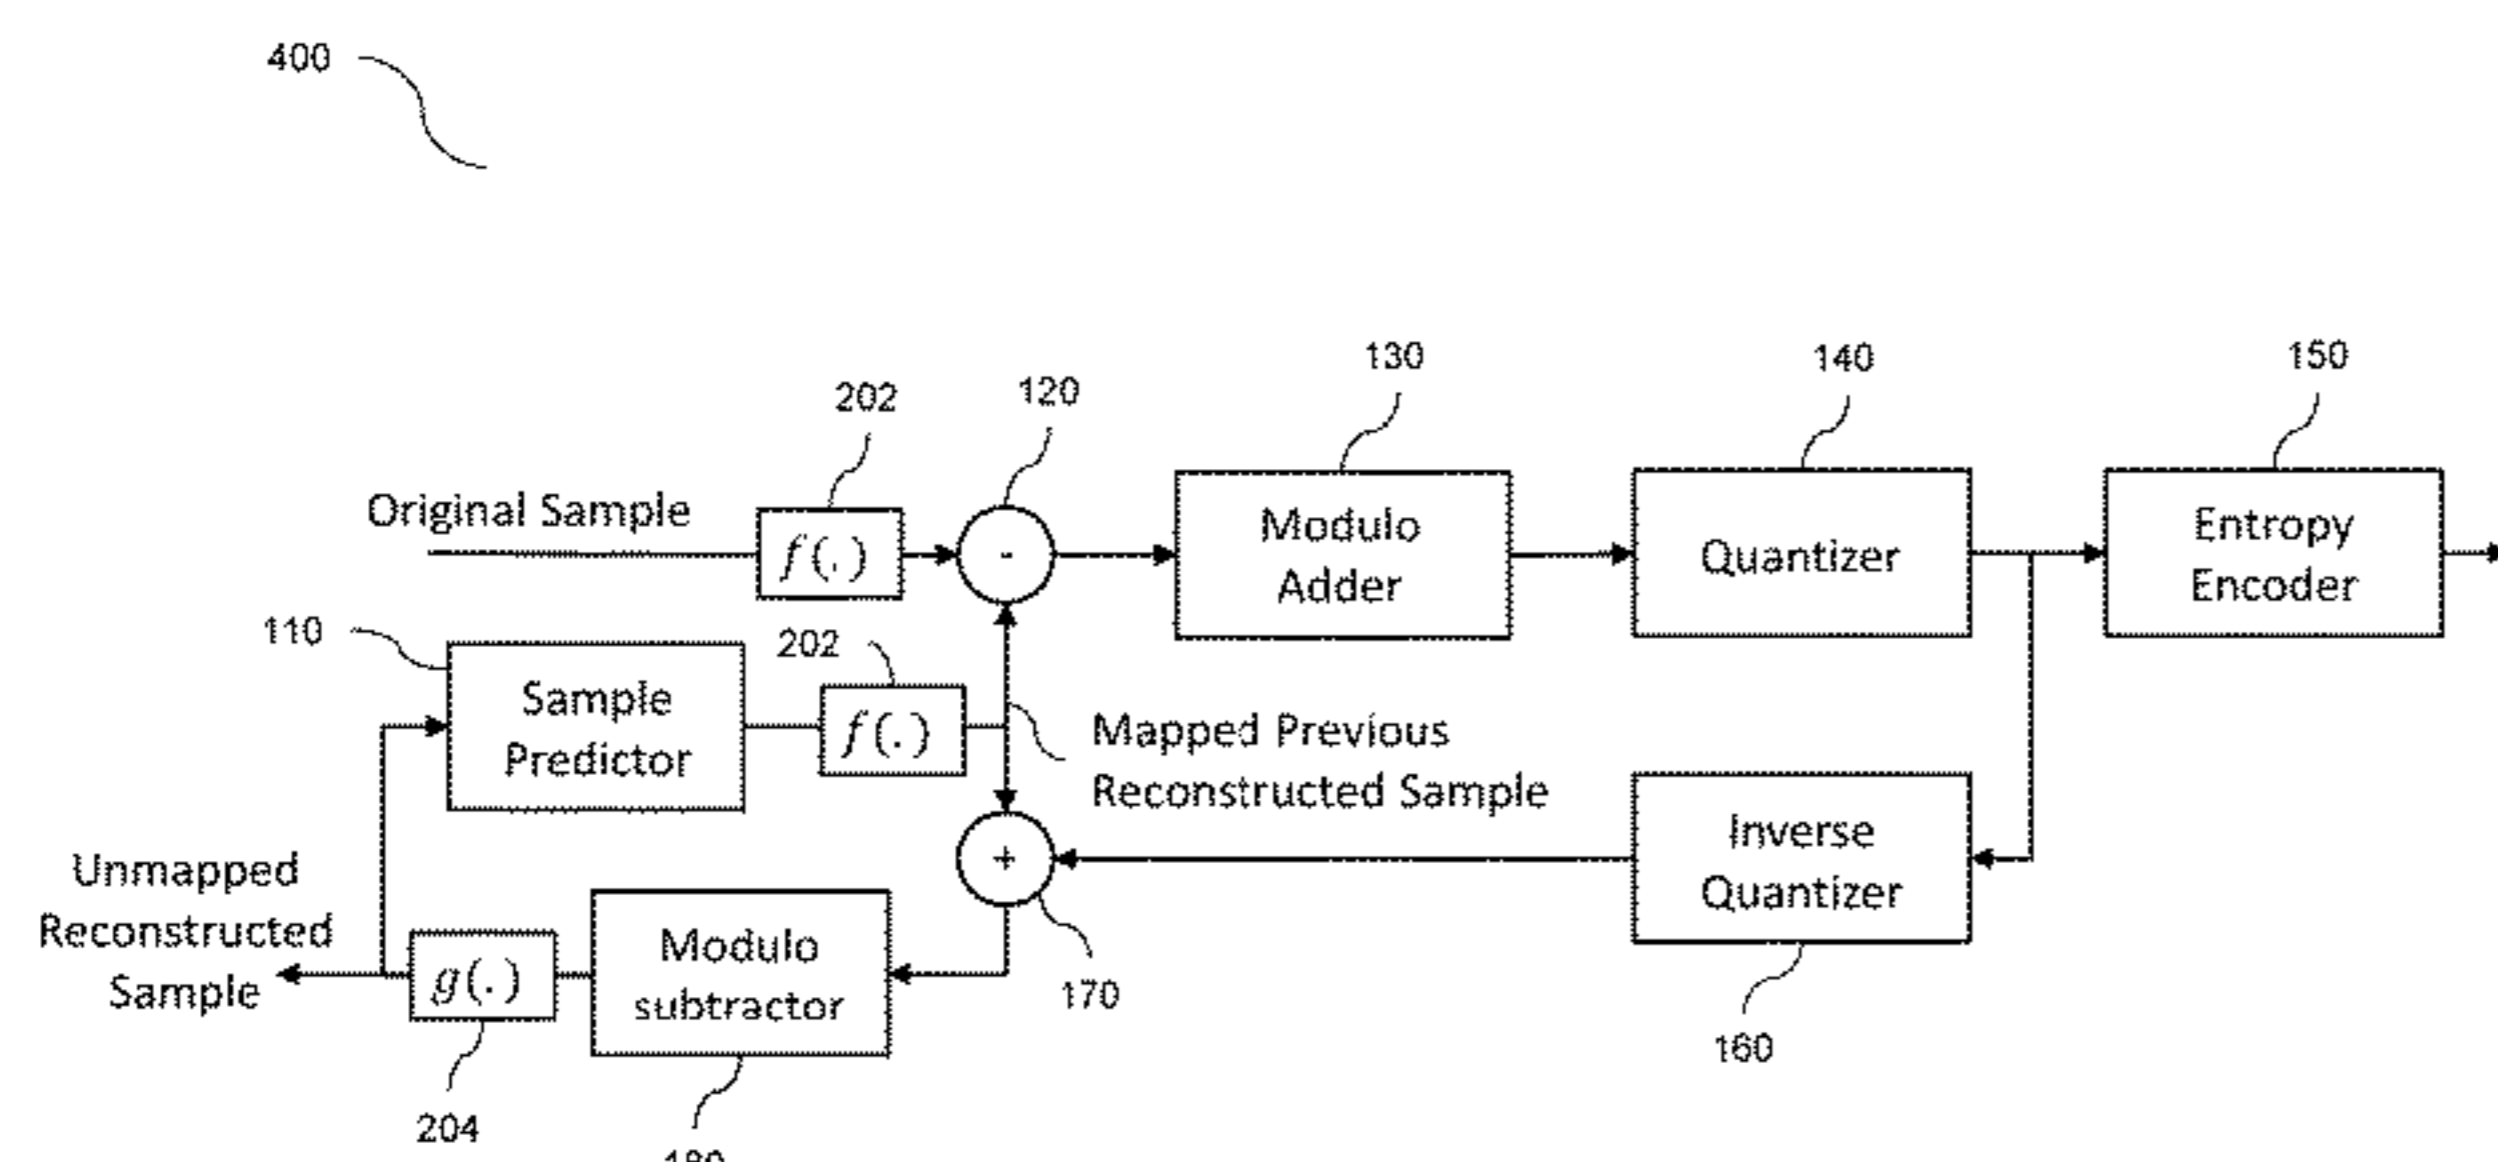 400
130
140
150
202
120
Original Sample
f(.)
-
Modulo
Adder
Quantizer
Entropy
Encoder
110
202
Sample
Predictor
f(.)
Mapped Previous
Reconstructed Sample
Unmapped
Reconstructed
Sample
g(.)
Modulo
subtractor
+
Inverse
Quantizer
170
160
204
180